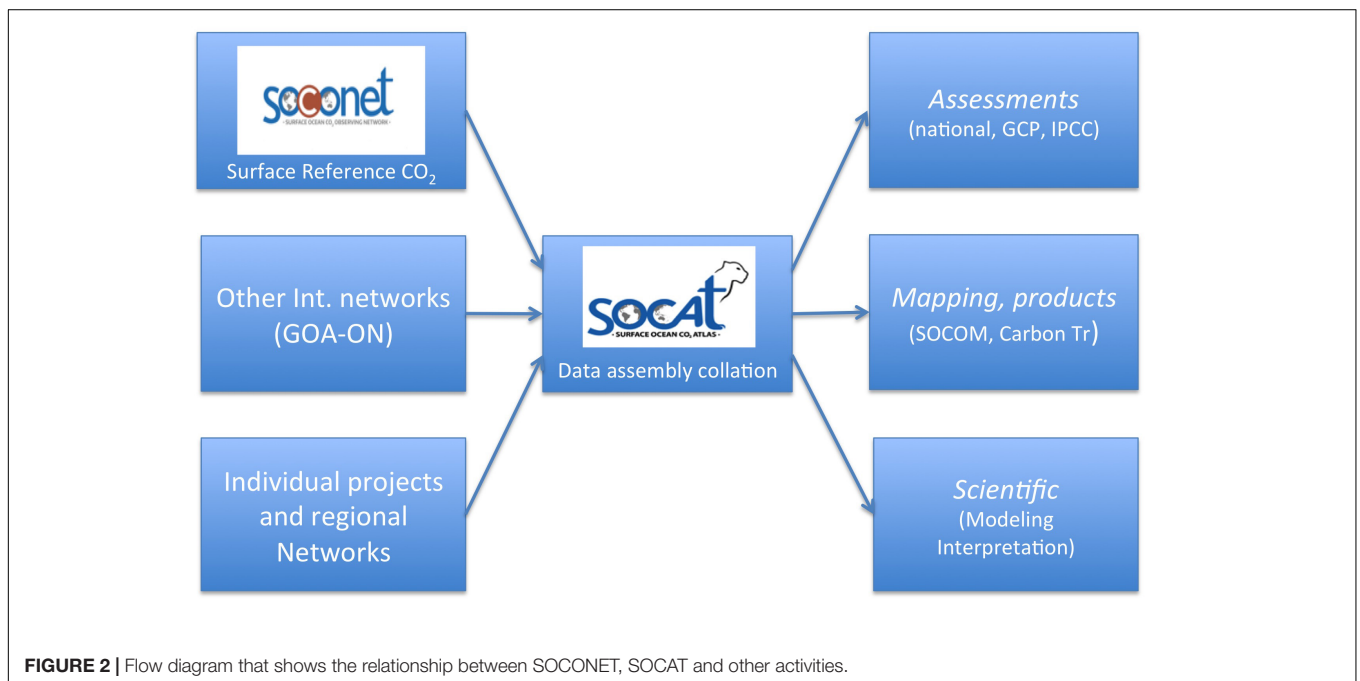 soconet
- SURFACE OCEAN CO₂ OBSERVING NETWORK -
Surface Reference CO₂
Other Int. networks
(GOA-ON)
Individual projects
and regional
Networks
SOCAt
- SURFACE OCEAN CO₂ ATLAS -
Data assembly collation
Assessments
(national, GCP, IPCC)
Mapping, products
(SOCOM, Carbon Tr)
Scientific
(Modeling
Interpretation)
FIGURE 2 | Flow diagram that shows the relationship between SOCONET, SOCAT and other activities.